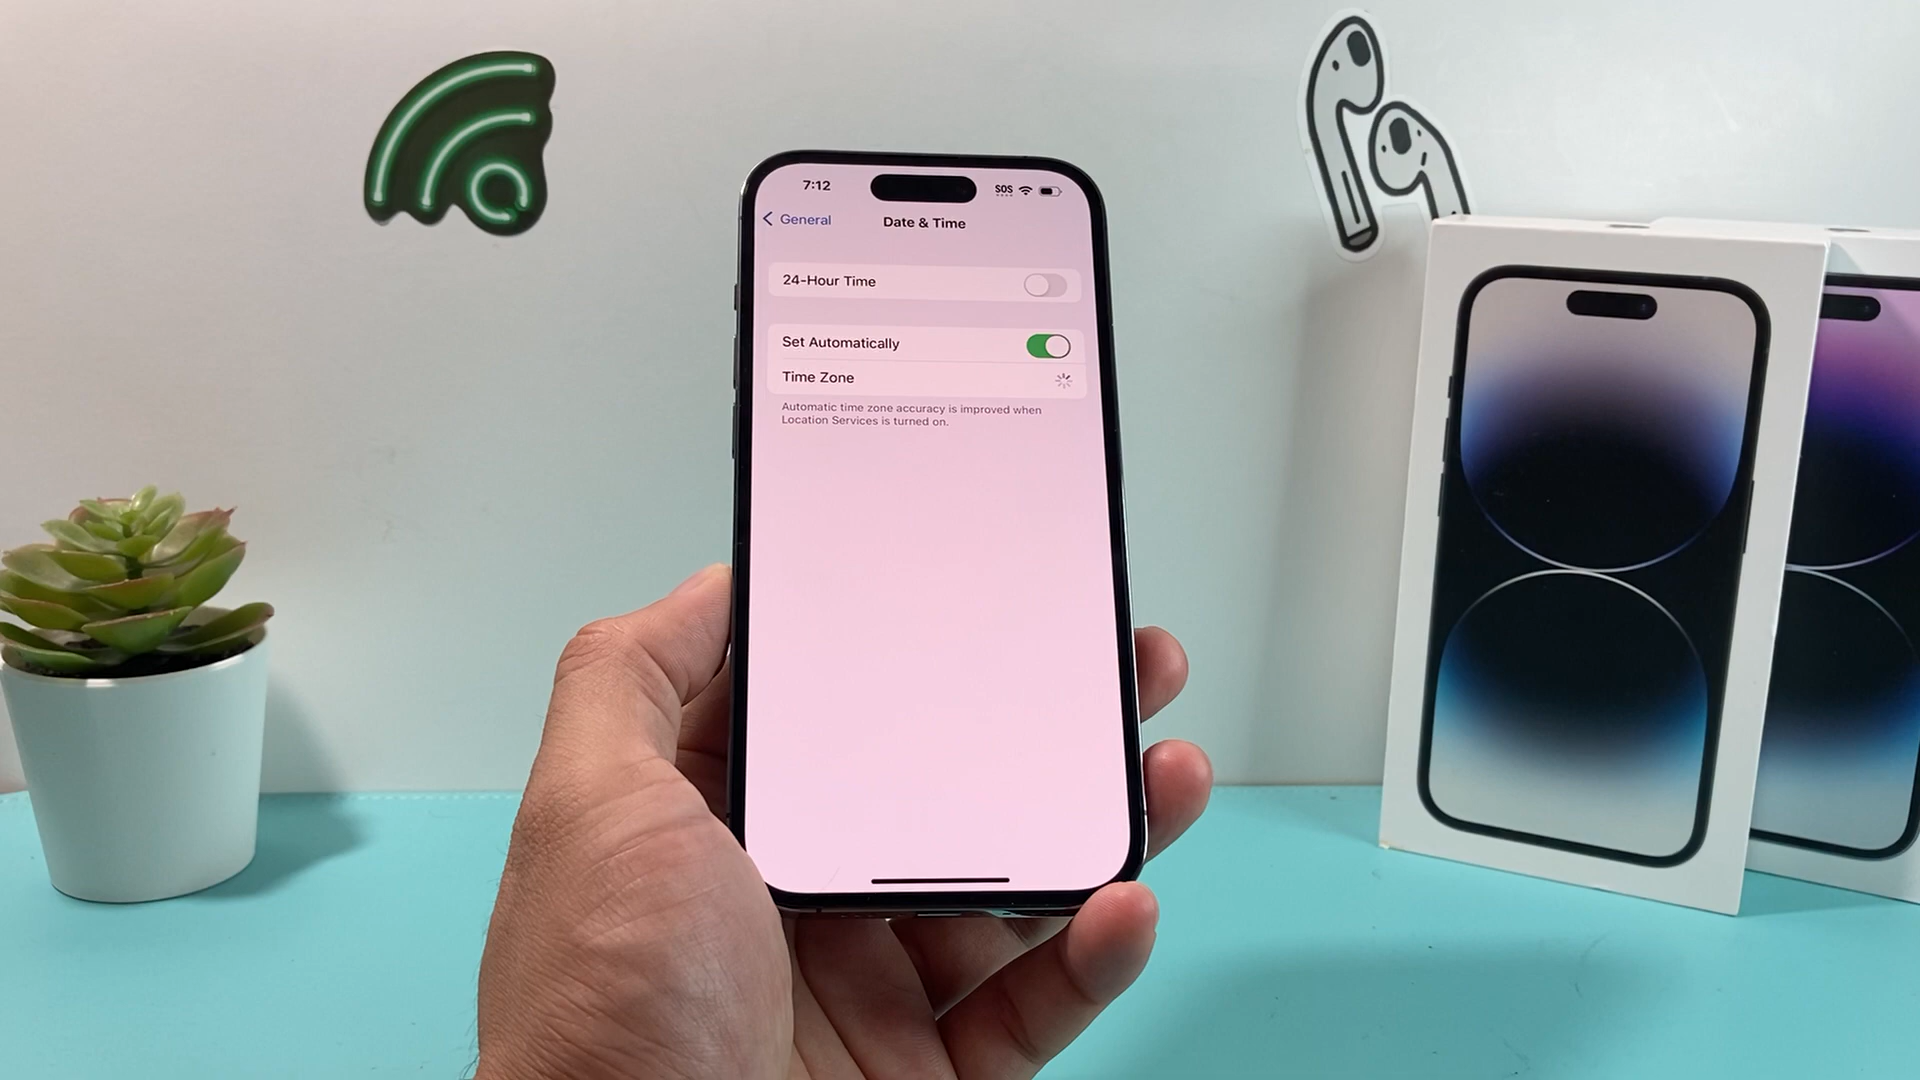 7:12 SOS
General Date & Time
24-Hour Time
Set Automatically
Time Zone
Automatic time zone accuracy is improved when
Location Services is turned on.